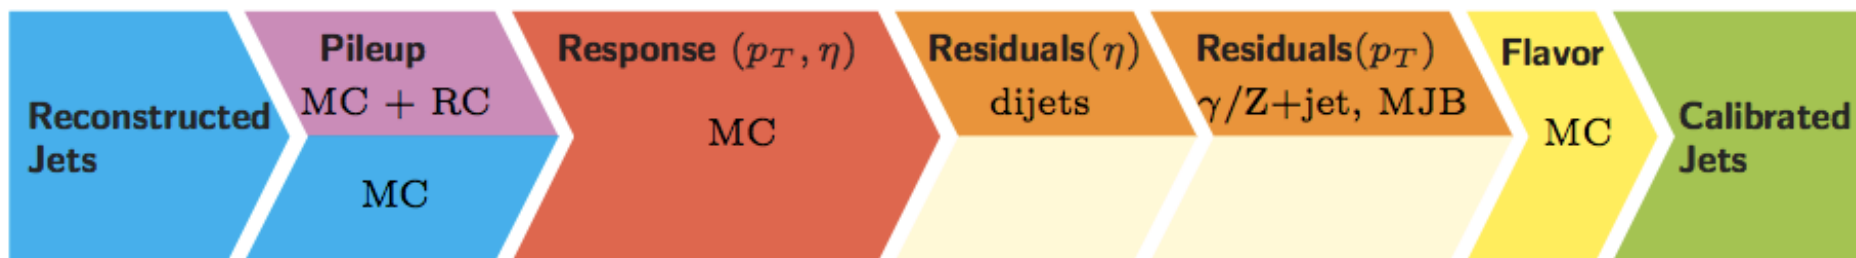 Reconstructed
Jets
Pileup
MC + RC
MC
Response (p_T, η)
MC
Residuals(η)
dijets
Residuals(p_T)
γ/Z+jet, MJB
Flavor
MC
Calibrated
Jets